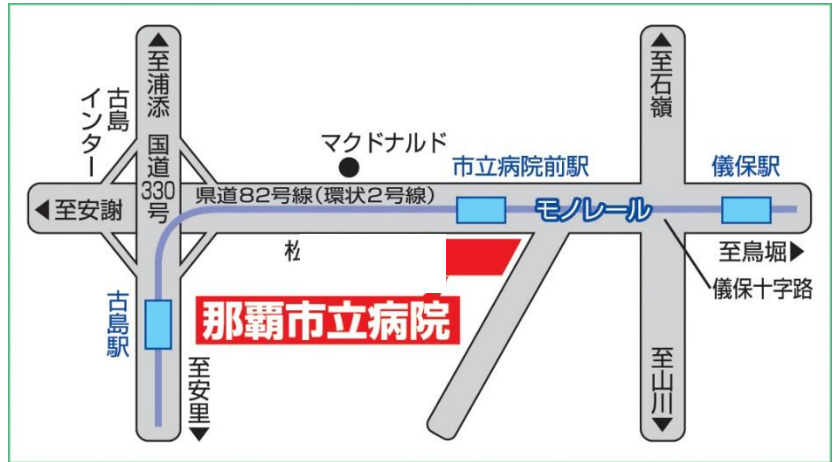 ▲至浦添
国道330号
古島インター
◀至安謝
マクドナルド
県道82号線(環状2号線)
市立病院前駅
モノレール
▲至石嶺
儀保駅
至鳥堀▶
儀保十字路
至山川▼
那覇市立病院
古島駅
至安里▼